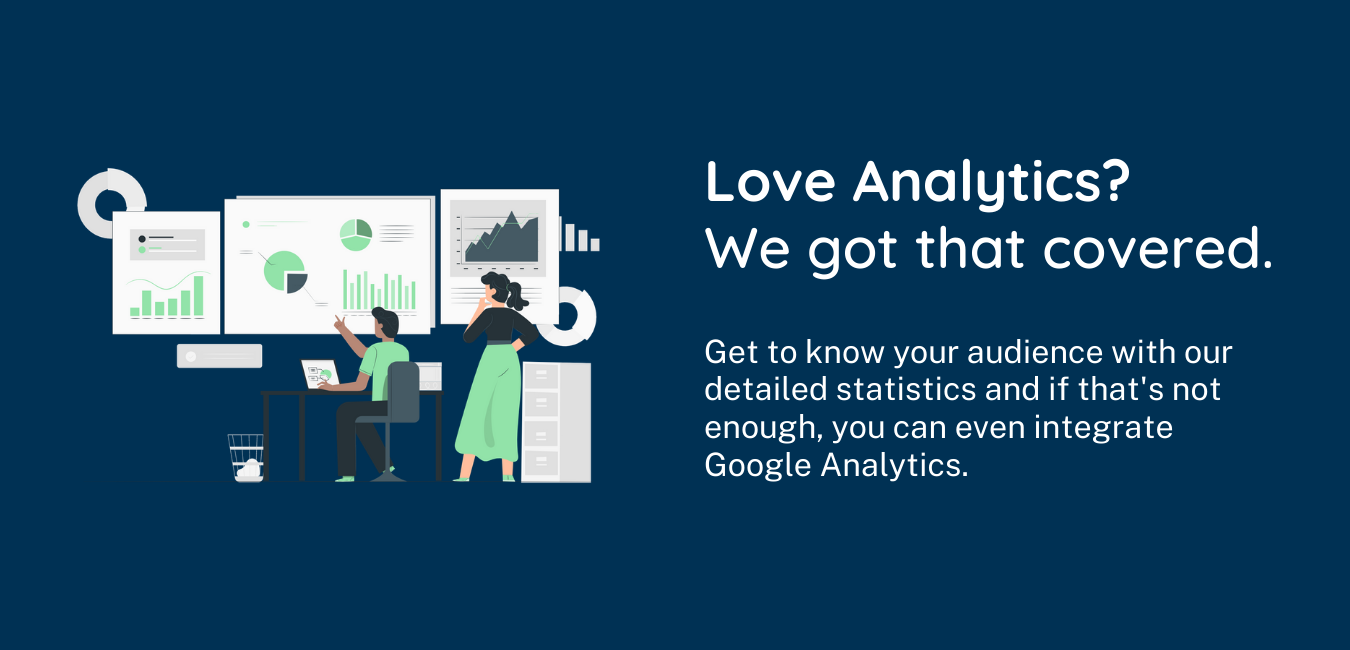 Love Analytics?
We got that covered.
Get to know your audience with our
detailed statistics and if that's not
enough, you can even integrate
Google Analytics.